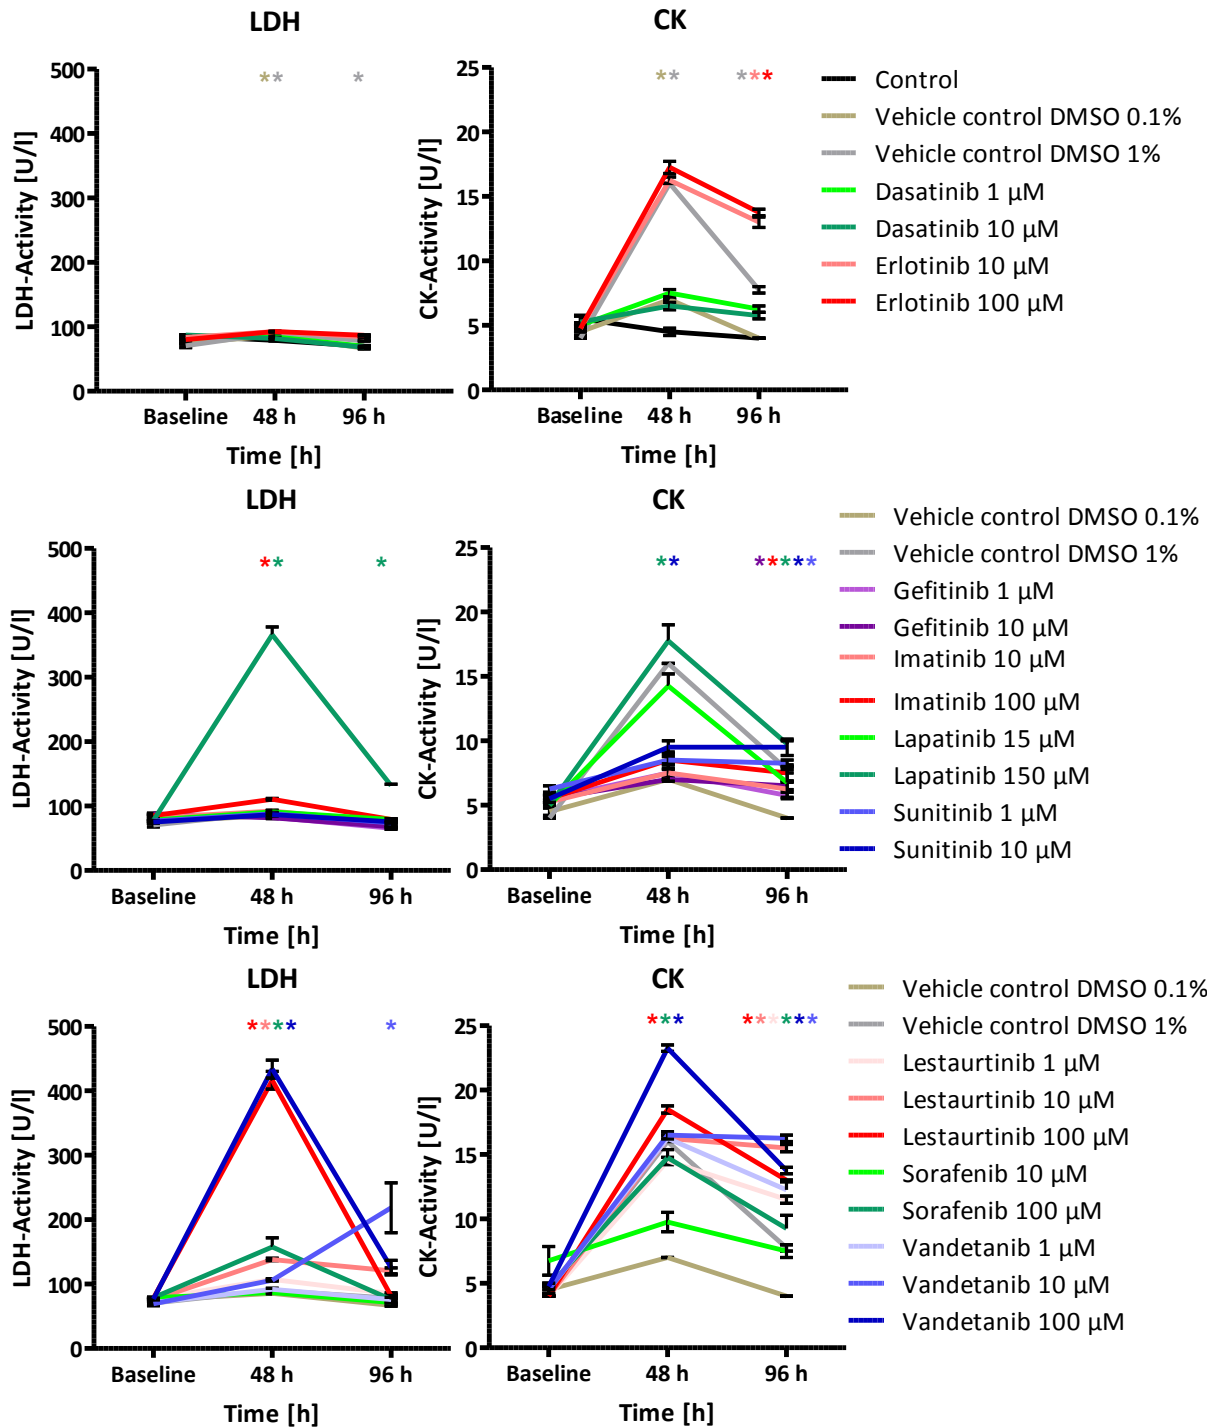 LDH
CK
500
400
300
200
100
0
LDH-Activity [U/l]
Baseline
48 h
96 h
Time [h]
**
*
25
20
15
10
5
0
CK-Activity [U/l]
Baseline
48 h
96 h
Time [h]
**
***
Control
Vehicle control DMSO 0.1%
Vehicle control DMSO 1%
Dasatinib 1 μM
Dasatinib 10 μM
Erlotinib 10 μM
Erlotinib 100 μM
LDH
CK
500
400
300
200
100
0
LDH-Activity [U/l]
Baseline
48 h
96 h
Time [h]
**
*
25
20
15
10
5
0
CK-Activity [U/l]
Baseline
48 h
96 h
Time [h]
**
*****
Vehicle control DMSO 0.1%
Vehicle control DMSO 1%
Gefitinib 1 μM
Gefitinib 10 μM
Imatinib 10 μM
Imatinib 100 μM
Lapatinib 15 μM
Lapatinib 150 μM
Sunitinib 1 μM
Sunitinib 10 μM
LDH
CK
500
400
300
200
100
0
LDH-Activity [U/l]
Baseline
48 h
96 h
Time [h]
****
*
25
20
15
10
5
0
CK-Activity [U/l]
Baseline
48 h
96 h
Time [h]
***
******
Vehicle control DMSO 0.1%
Vehicle control DMSO 1%
Lestaurtinib 1 μM
Lestaurtinib 10 μM
Lestaurtinib 100 μM
Sorafenib 10 μM
Sorafenib 100 μM
Vandetanib 1 μM
Vandetanib 10 μM
Vandetanib 100 μM